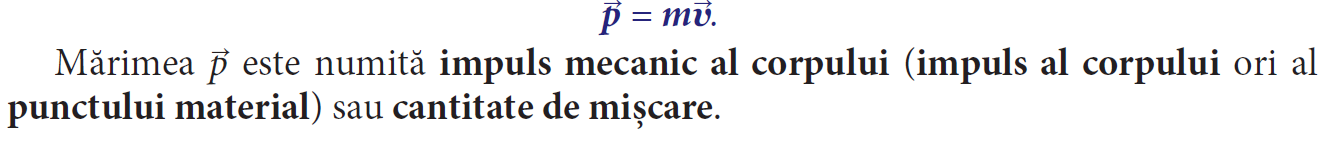 p⃗ = mv⃗.
Mărimea p⃗ este numită impuls mecanic al corpului (impuls al corpului ori al
punctului material) sau cantitate de mișcare.